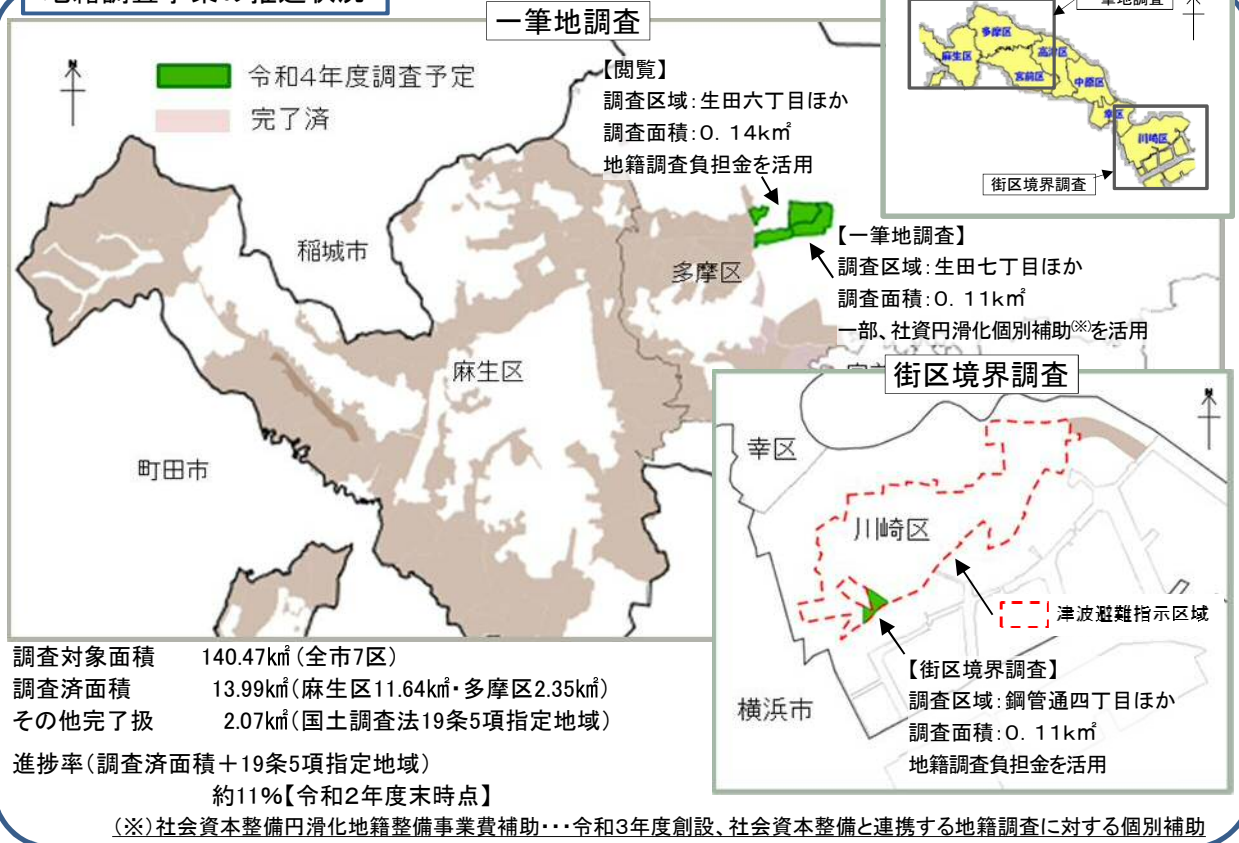 一筆地調査
令和4年度調査予定
完了済
【閲覧】
調査区域:生田六丁目ほか
調査面積:0.14k㎡
地籍調査負担金を活用
多摩区
麻生区
高津区
宮前区
中原区
幸区
川崎区
街区境界調査
稲城市
多摩区
麻生区
町田市
【一筆地調査】
調査区域:生田七丁目ほか
調査面積:0.11k㎡
一部、社資円滑化個別補助(※)を活用
街区境界調査
幸区
川崎区
津波避難指示区域
横浜市
【街区境界調査】
調査区域:鋼管通四丁目ほか
調査面積:0.11k㎡
地籍調査負担金を活用
調査対象面積 140.47㎢(全市7区)
調査済面積 13.99㎢(麻生区11.64㎢・多摩区2.35㎢)
その他完了扱 2.07㎢(国土調査法19条5項指定地域)
進捗率(調査済面積+19条5項指定地域)
約11%【令和2年度末時点】
(※)社会資本整備円滑化地籍整備事業費補助・・・令和3年度創設、社会資本整備と連携する地籍調査に対する個別補助